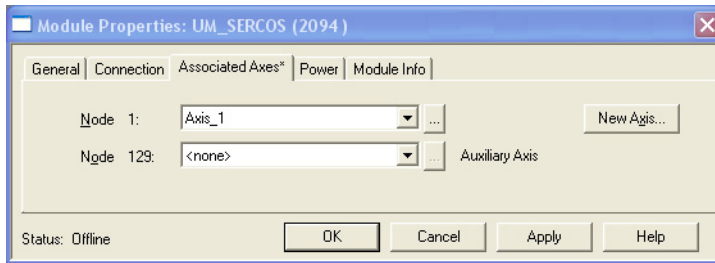 Module Properties: UM_SERCOS (2094 )
General Connection Associated Axes* Power Module Info
Node 1: Axis_1 ... New Axis...
Node 129: <none> ... Auxiliary Axis
Status: Offline OK Cancel Apply Help